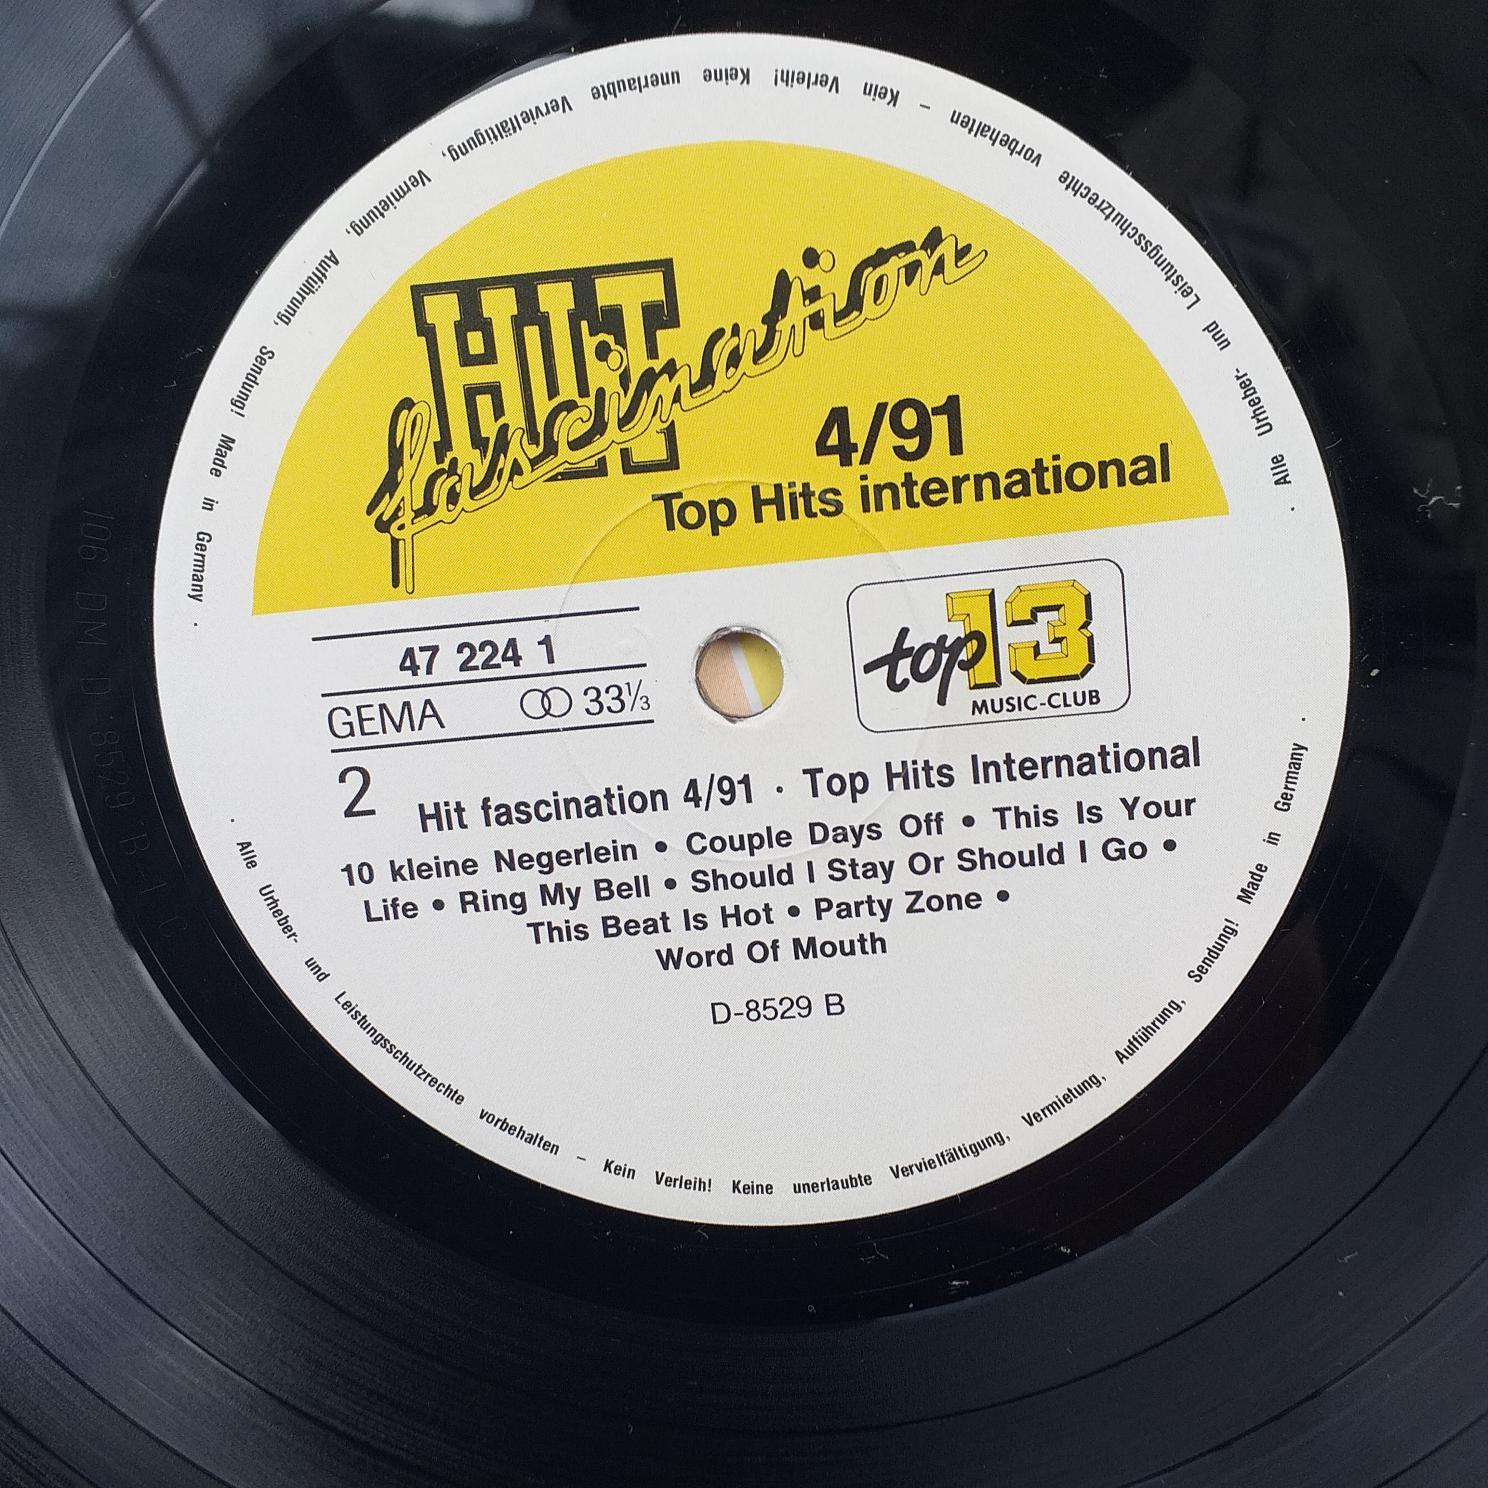 HIT
fascination
4/91
Top Hits international
47 224 1
GEMA 33⅓
top 13
MUSIC-CLUB
2 Hit fascination 4/91 · Top Hits International
10 kleine Negerlein • Couple Days Off • This Is Your
Life • Ring My Bell • Should I Stay Or Should I Go •
This Beat Is Hot • Party Zone •
Word Of Mouth
D-8529 B
· Alle Urheber- und Leistungsschutzrechte vorbehalten – Kein Verleih! Keine unerlaubte Vervielfältigung, Vermietung, Aufführung, Sendung! Made in Germany ·
· Alle Urheber- und Leistungsschutzrechte vorbehalten – Kein Verleih! Keine unerlaubte Vervielfältigung, Vermietung, Aufführung, Sendung! Made in Germany ·